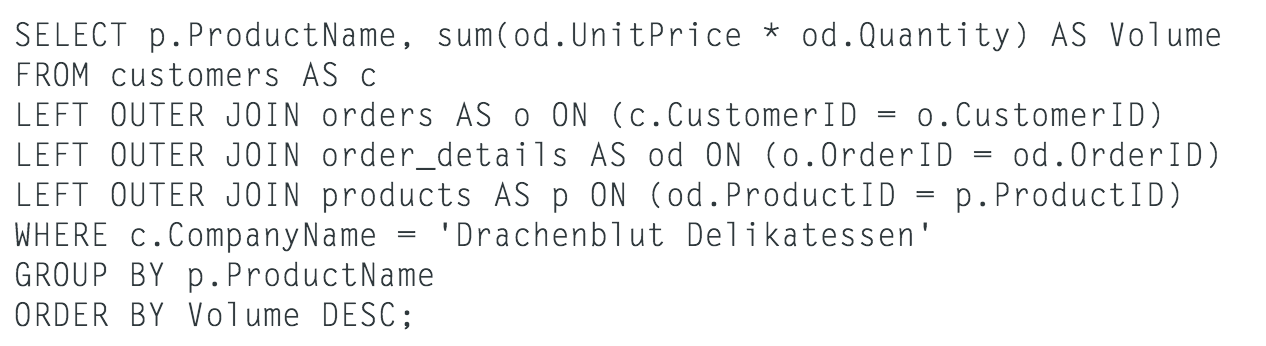 SELECT p.ProductName, sum(od.UnitPrice * od.Quantity) AS Volume
FROM customers AS c
LEFT OUTER JOIN orders AS o ON (c.CustomerID = o.CustomerID)
LEFT OUTER JOIN order_details AS od ON (o.OrderID = od.OrderID)
LEFT OUTER JOIN products AS p ON (od.ProductID = p.ProductID)
WHERE c.CompanyName = 'Drachenblut Delikatessen'
GROUP BY p.ProductName
ORDER BY Volume DESC;